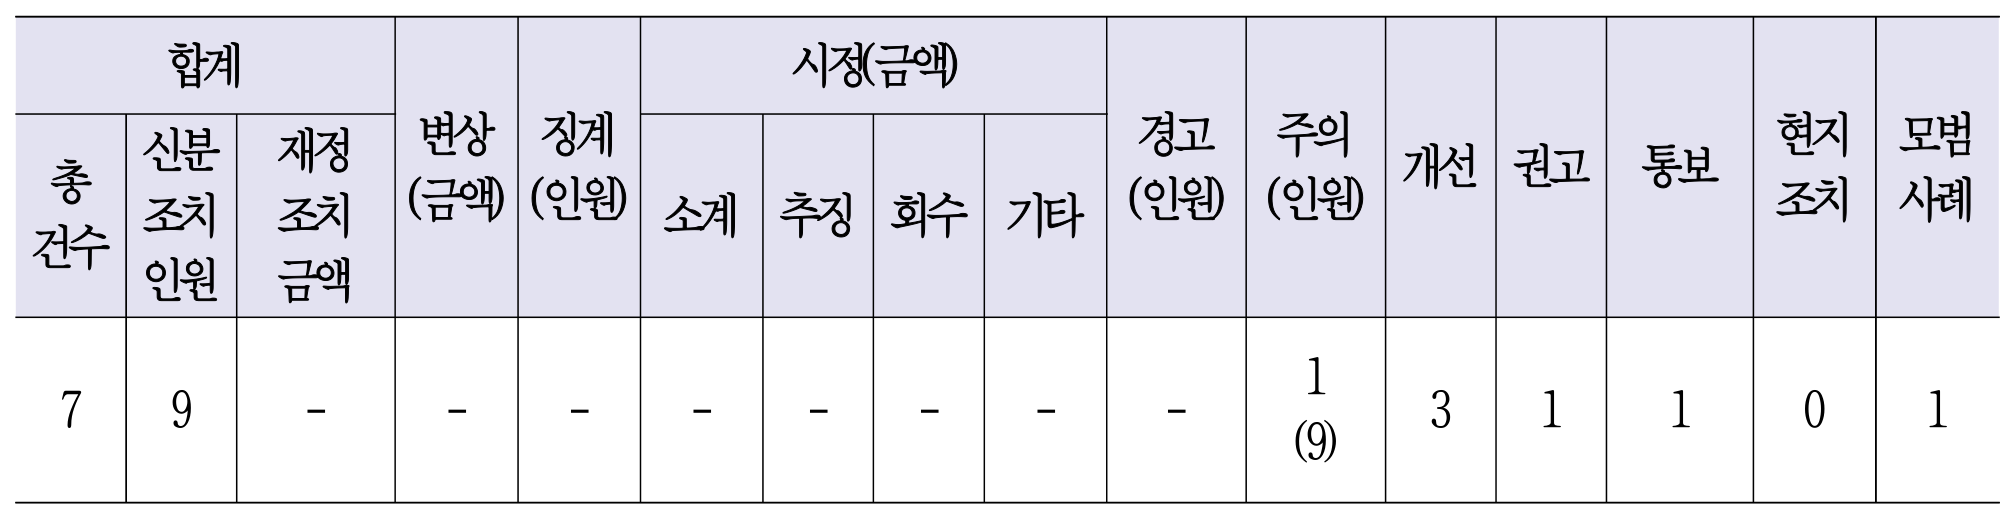 합계 변상 (금액) 징계 (인원) 시정(금액) 경고 (인원) 주의 (인원) 개선 권고 통보 현지 조치 모범 사례
총 건수 신분 조치 인원 재정 조치 금액 소계 추징 회수 기타
7 9 - - - - - - - - 1 (9) 3 1 1 0 1